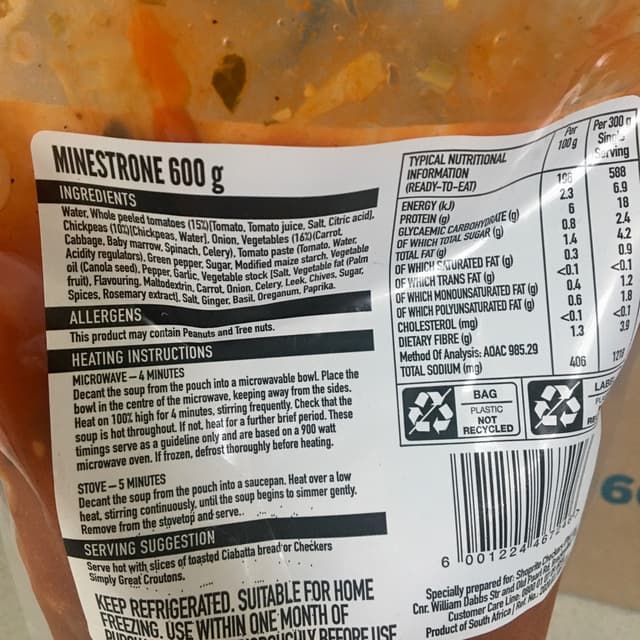 MINESTRONE 600 g
INGREDIENTS
Water, Whole peeled tomatoes (15%)[Tomato, Tomato juice, Salt, Citric acid],
Chickpeas (10%)[Chickpeas, Water], Onion, Vegetables (16%)(Carrot,
Cabbage, Baby marrow, Spinach, Celery), Tomato paste (Tomato, Water,
Acidity regulators), Green pepper, Sugar, Modified maize starch, Vegetable
oil (Canola seed), Pepper, Garlic, Vegetable stock [Salt, Vegetable fat (Palm
fruit), Flavouring, Maltodextrin, Carrot, Onion, Celery, Leek, Chives, Sugar,
Spices, Rosemary extract], Salt, Ginger, Basil, Oreganum, Paprika.
ALLERGENS
This product may contain Peanuts and Tree nuts.
HEATING INSTRUCTIONS
MICROWAVE – 4 MINUTES
Decant the soup from the pouch into a microwavable bowl. Place the
bowl in the centre of the microwave, keeping away from the sides.
Heat on 100% high for 4 minutes, stirring frequently. Check that the
soup is hot throughout. If not, heat for a further brief period. These
timings serve as a guideline only and are based on a 900 watt
microwave oven. If frozen, defrost thoroughly before heating.
STOVE – 5 MINUTES
Decant the soup from the pouch into a saucepan. Heat over a low
heat, stirring continuously, until the soup begins to simmer gently.
Remove from the stovetop and serve.
SERVING SUGGESTION
Serve hot with slices of toasted Ciabatta bread or Checkers
Simply Great Croutons.
KEEP REFRIGERATED. SUITABLE FOR HOME
FREEZING. USE WITHIN ONE MONTH OF
BEFORE USE
TYPICAL NUTRITIONAL INFORMATION (READY-TO-EAT) Per 100 g Per 300 g Single Serving
ENERGY (kJ) 196 588
PROTEIN (g) 2.3 6.9
GLYCAEMIC CARBOHYDRATE (g) 6 18
OF WHICH TOTAL SUGAR (g) 0.8 2.4
TOTAL FAT (g) 1.4 4.2
OF WHICH SATURATED FAT (g) 0.3 0.9
OF WHICH TRANS FAT (g) <0.1 <0.1
OF WHICH MONOUNSATURATED FAT (g) 0.4 1.2
OF WHICH POLYUNSATURATED FAT (g) 0.6 1.8
CHOLESTEROL (mg) <0.1 <0.1
DIETARY FIBRE (g) 1.3 3.9
Method Of Analysis: AOAC 985.29
TOTAL SODIUM (mg) 406
BAG
PLASTIC
NOT
RECYCLED
6 001224
Specially prepared for: Shoprite Checkers
Cnr. William Dabbs Str and Old Paarl
Customer Care Line
Product of South Africa | Ref. No.: